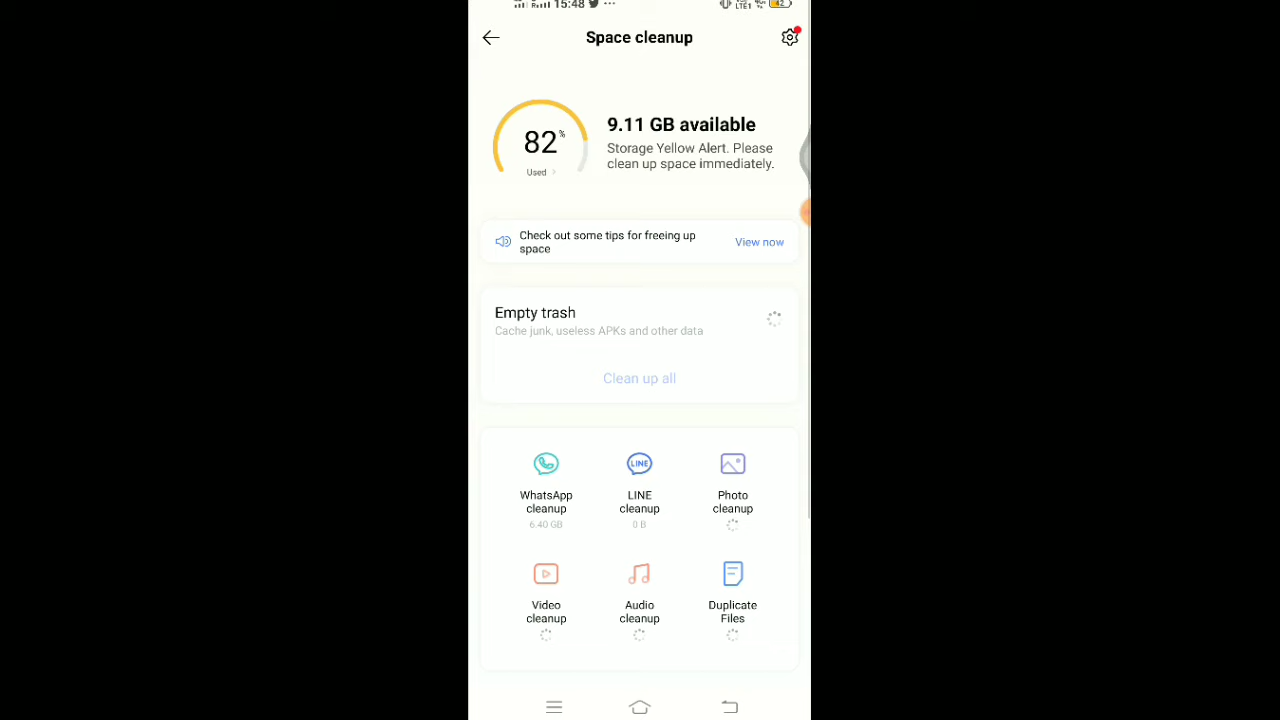 15:48
42
Space cleanup
82%
Used
9.11 GB available
Storage Yellow Alert. Please
clean up space immediately.
Check out some tips for freeing up
space
View now
Empty trash
Cache junk, useless APKs and other data
Clean up all
LINE
WhatsApp
cleanup
6.40 GB
LINE
cleanup
0 B
Photo
cleanup
Video
cleanup
Audio
cleanup
Duplicate
Files